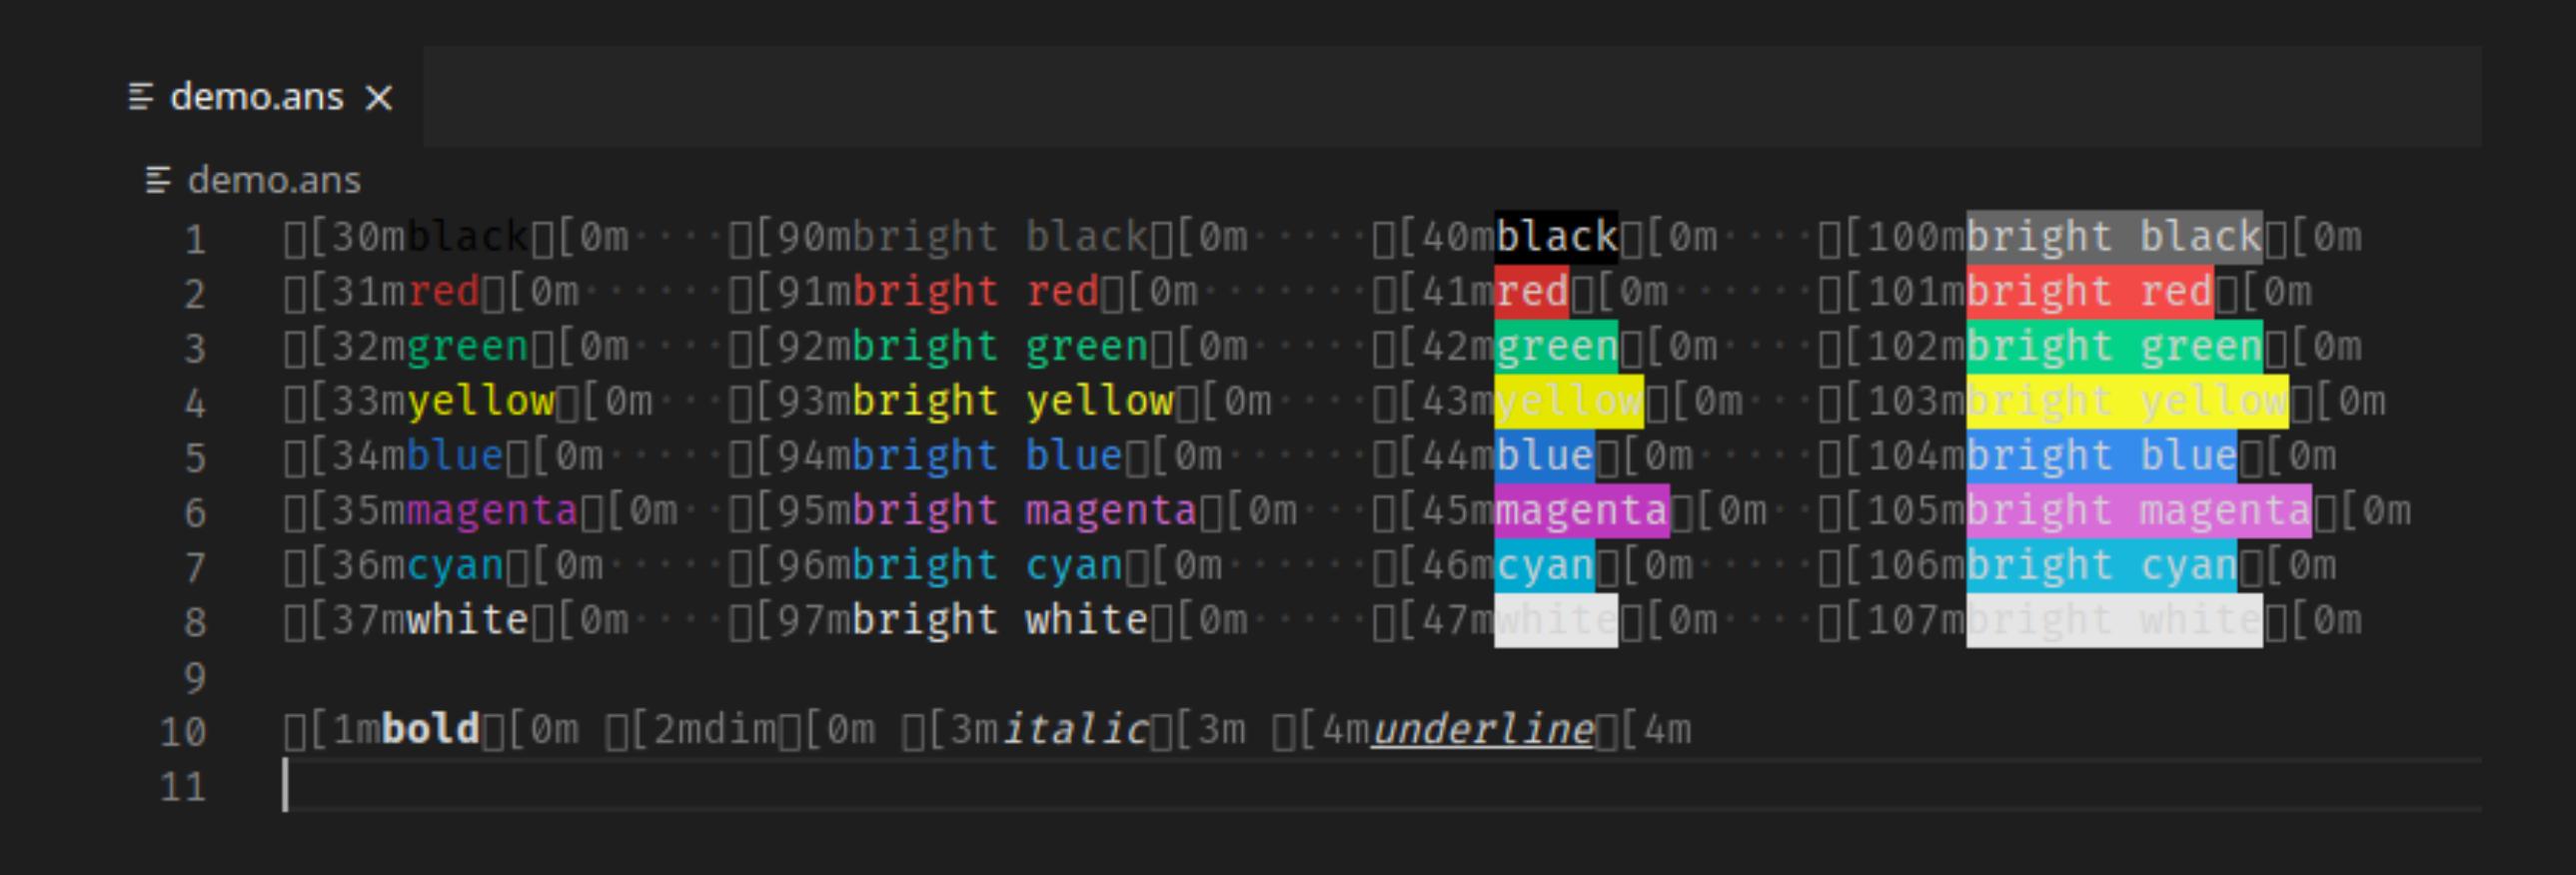 demo.ans ×
demo.ans
1 ▯[30mblack▯[0m····▯[90mbright black▯[0m·····▯[40mblack▯[0m····▯[100mbright black▯[0m
2 ▯[31mred▯[0m······▯[91mbright red▯[0m·······▯[41mred▯[0m······▯[101mbright red▯[0m
3 ▯[32mgreen▯[0m····▯[92mbright green▯[0m·····▯[42mgreen▯[0m····▯[102mbright green▯[0m
4 ▯[33myellow▯[0m···▯[93mbright yellow▯[0m····▯[43myellow▯[0m···▯[103mbright yellow▯[0m
5 ▯[34mblue▯[0m·····▯[94mbright blue▯[0m······▯[44mblue▯[0m·····▯[104mbright blue▯[0m
6 ▯[35mmagenta▯[0m··▯[95mbright magenta▯[0m···▯[45mmagenta▯[0m··▯[105mbright magenta▯[0m
7 ▯[36mcyan▯[0m·····▯[96mbright cyan▯[0m······▯[46mcyan▯[0m·····▯[106mbright cyan▯[0m
8 ▯[37mwhite▯[0m····▯[97mbright white▯[0m·····▯[47mwhite▯[0m····▯[107mbright white▯[0m
9
10 ▯[1mbold▯[0m ▯[2mdim▯[0m ▯[3mitalic▯[3m ▯[4munderline▯[4m
11